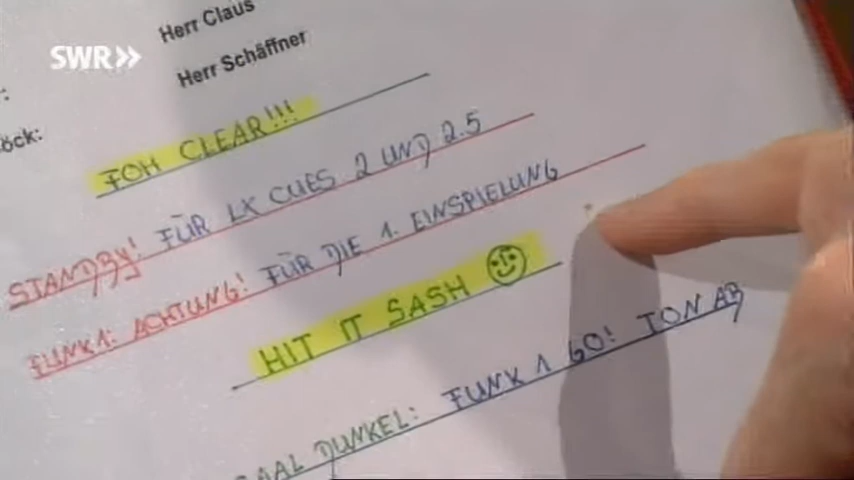 SWR»
Herr Claus
Herr Schäffner
öck:
FOH CLEAR!!!
STANDBY! FÜR LX CUES 2 UND 2.5
FUNK 1: ACHTUNG! FÜR DIE 1. EINSPIELUNG
HIT IT SASH
SAAL DUNKEL: FUNK 1 GO! TON AB